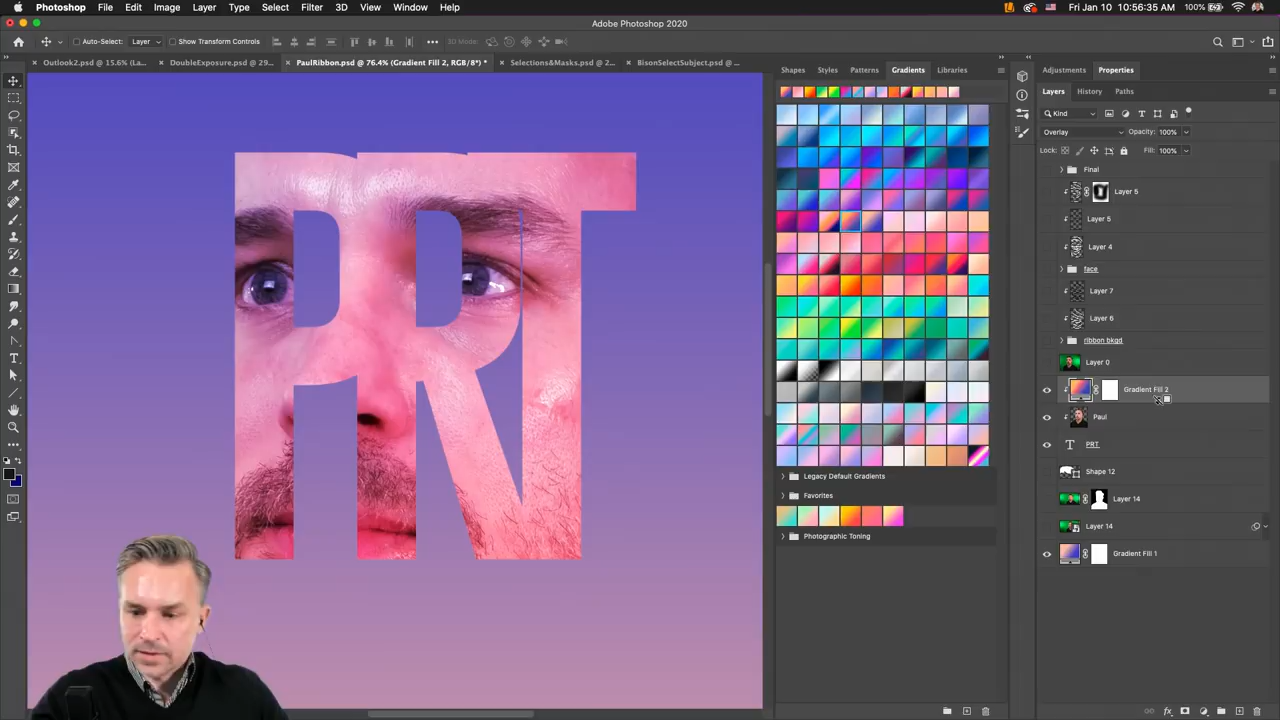 Photoshop File Edit Image Layer Type Select Filter 3D View Window Help
100% Fri Jan 10 10:56:35 AM
Adobe Photoshop 2020
Auto-Select: Layer Show Transform Controls 3D Mode:
Outlook2.psd @ 15.6% (La...
DoubleExposure.psd @ 29...
PaulRibbon.psd @ 76.4% (Gradient Fill 2, RGB/8*) *
Selections&Masks.psd @ 2...
BisonSelectSubject.psd @ ...
Shapes Styles Patterns Gradients Libraries
Adjustments Properties
Layers History Paths
Kind
Overlay Opacity: 100%
Lock: Fill: 100%
Final
Layer 5
Layer 5
Layer 4
face
Layer 7
Layer 6
ribbon bkgd
Layer 0
Gradient Fill 2
Paul
T PRT
Shape 12
Layer 14
Layer 14
Gradient Fill 1
Legacy Default Gradients
Favorites
Photographic Toning
PRT